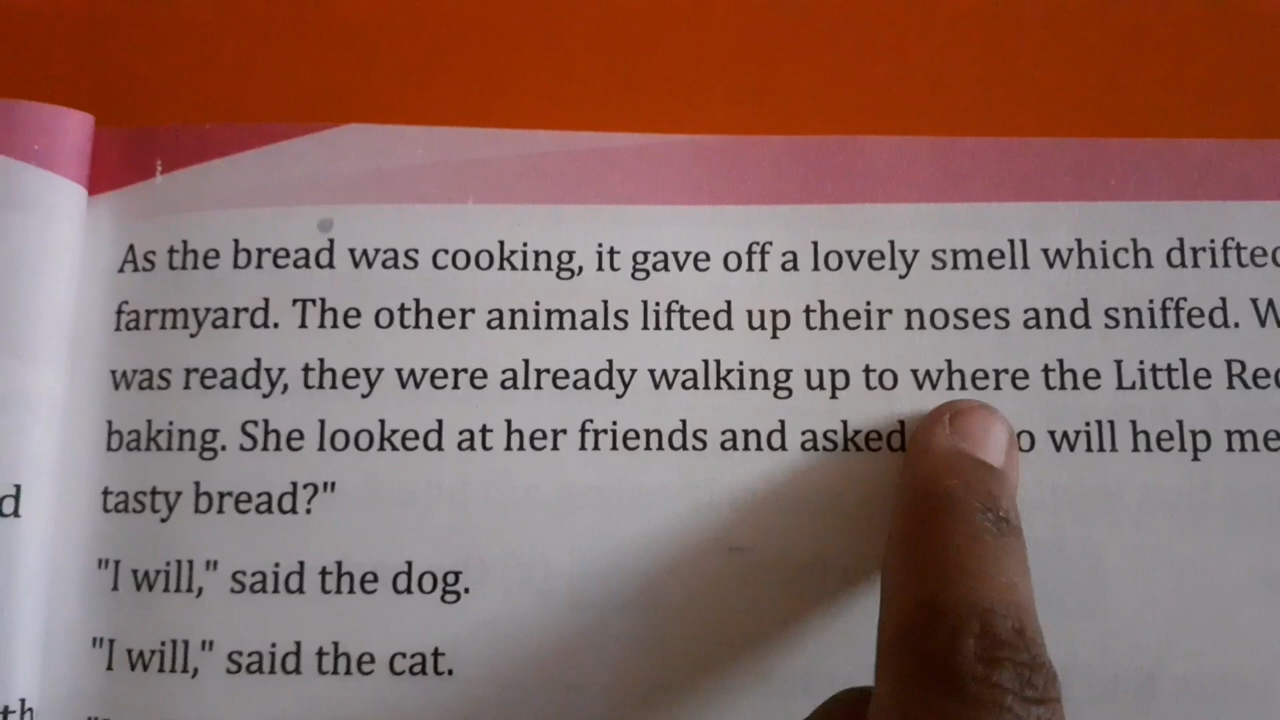 As the bread was cooking, it gave off a lovely smell which
farmyard. The other animals lifted up their noses and sniffed.
was ready, they were already walking up to where the Little
baking. She looked at her friends and asked will help me
tasty bread?"
"I will," said the dog.
"I will," said the cat.